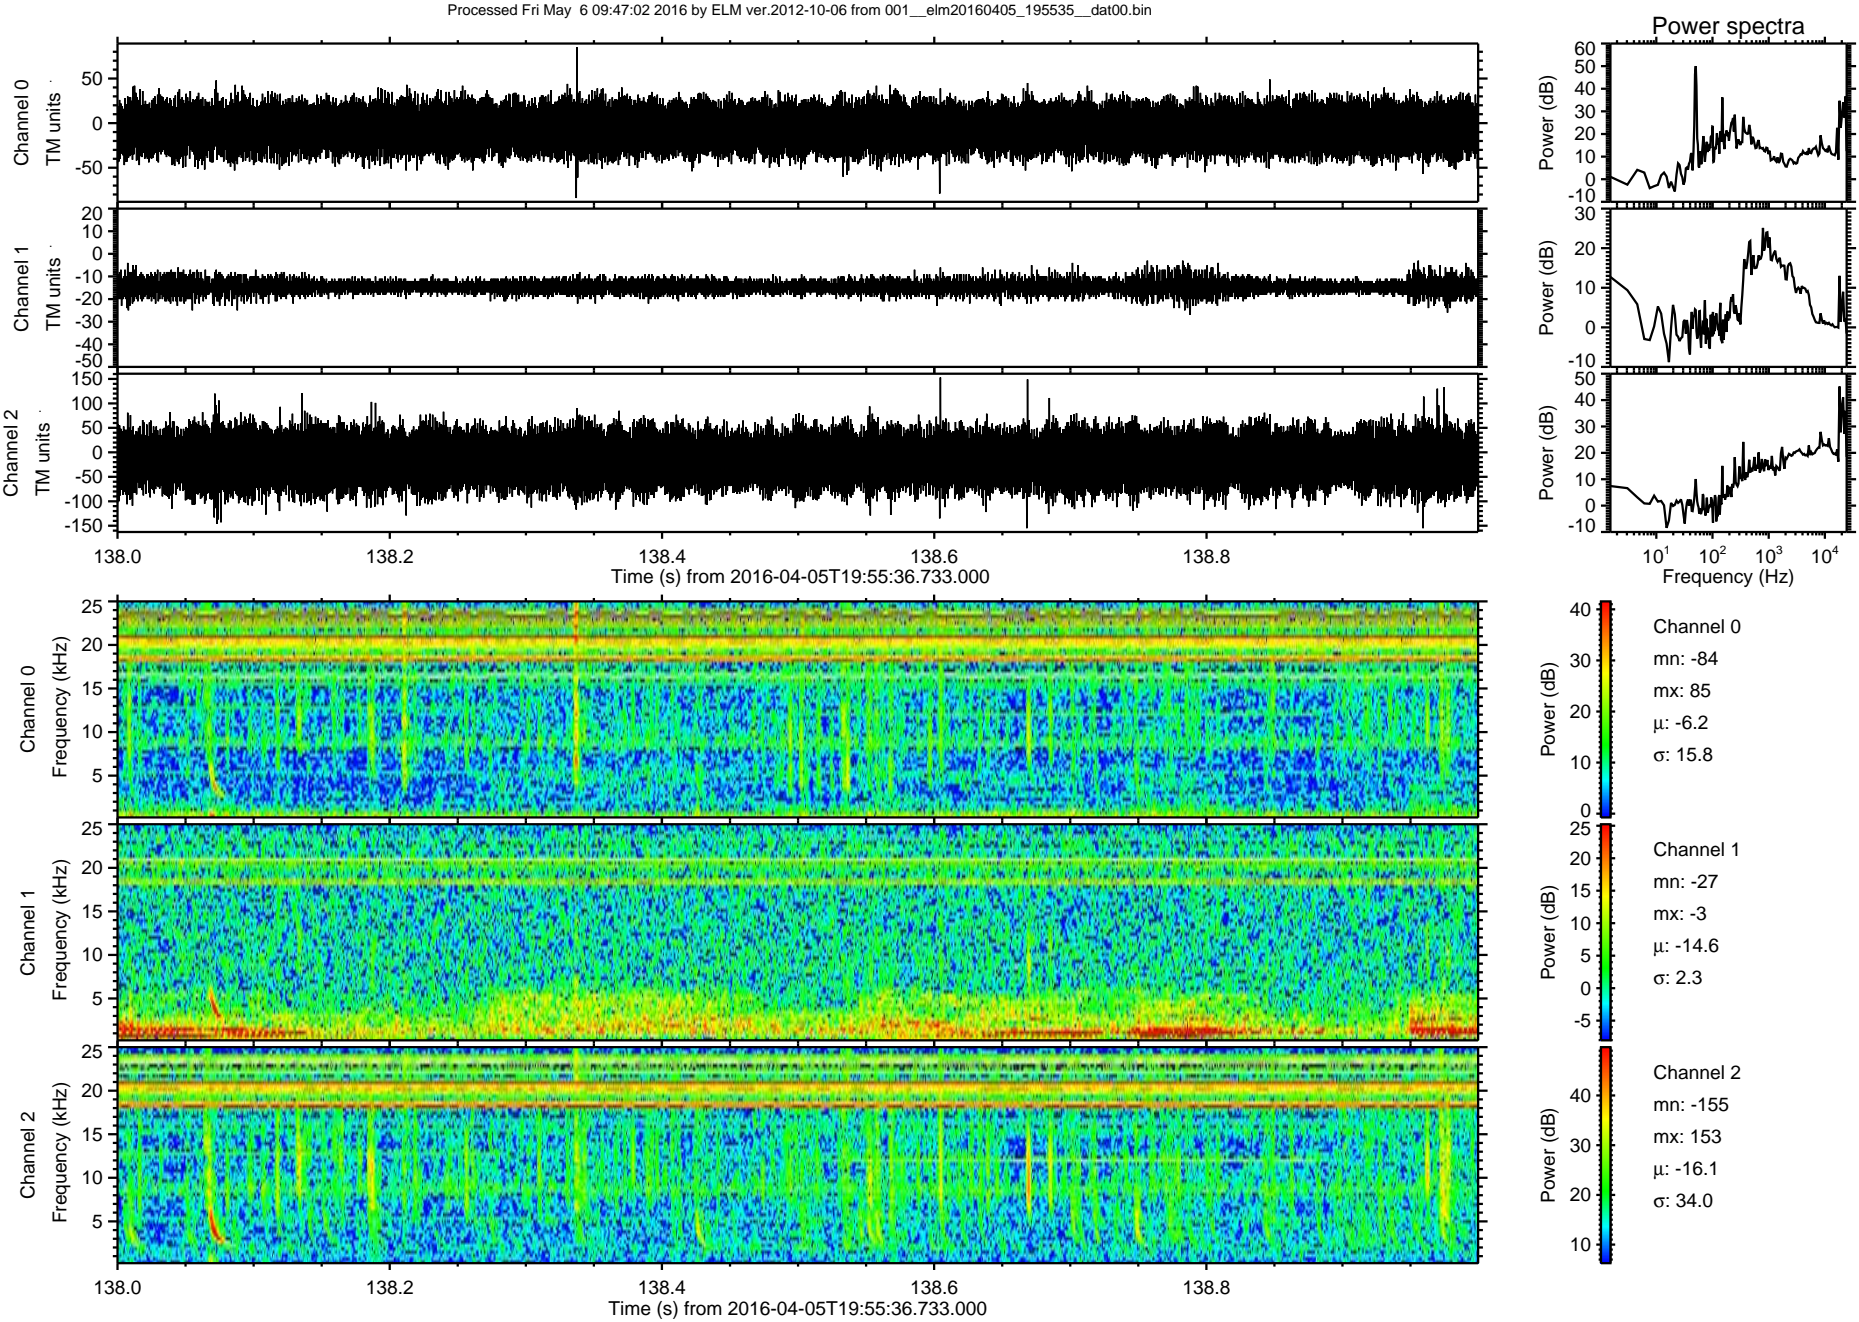 Processed Fri May  6 09:47:02 2016 by ELM ver.2012-10-06 from 001__elm20160405_195535__dat00.bin
Power spectra
Channel 0
TM units
50
0
-50
Power (dB)
60
50
40
30
20
10
0
-10
Channel 1
TM units
20
10
0
-10
-20
-30
-40
-50
Power (dB)
30
20
10
0
-10
Channel 2
TM units
150
100
50
0
-50
-100
-150
Power (dB)
50
40
30
20
10
0
-10
138.0 138.2 138.4 138.6 138.8
Time (s) from 2016-04-05T19:55:36.733.000
10¹ 10² 10³ 10⁴
Frequency (Hz)
Channel 0
Frequency (kHz)
25
20
15
10
5
Power (dB)
40
30
20
10
0
Channel 0
mn: -84
mx: 85
µ: -6.2
σ: 15.8
Channel 1
Frequency (kHz)
25
20
15
10
5
Power (dB)
25
20
15
10
5
0
-5
Channel 1
mn: -27
mx: -3
µ: -14.6
σ: 2.3
Channel 2
Frequency (kHz)
25
20
15
10
5
Power (dB)
40
30
20
10
Channel 2
mn: -155
mx: 153
µ: -16.1
σ: 34.0
138.0 138.2 138.4 138.6 138.8
Time (s) from 2016-04-05T19:55:36.733.000